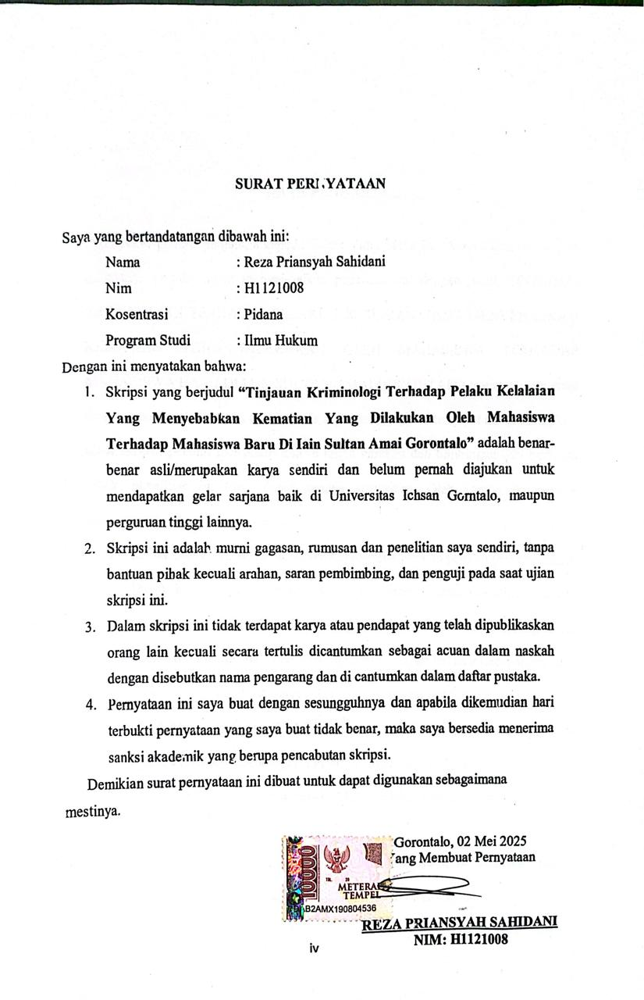 SURAT PERNYATAAN
Saya yang bertandatangan dibawah ini:
Nama : Reza Priansyah Sahidani
Nim : H1121008
Kosentrasi : Pidana
Program Studi : Ilmu Hukum
Dengan ini menyatakan bahwa:
1. Skripsi yang berjudul “Tinjauan Kriminologi Terhadap Pelaku Kelalaian
Yang Menyebabkan Kematian Yang Dilakukan Oleh Mahasiswa
Terhadap Mahasiswa Baru Di Iain Sultan Amai Gorontalo” adalah benar-
benar asli/merupakan karya sendiri dan belum pernah diajukan untuk
mendapatkan gelar sarjana baik di Universitas Ichsan Gorntalo, maupun
perguruan tinggi lainnya.
2. Skripsi ini adalah murni gagasan, rumusan dan penelitian saya sendiri, tanpa
bantuan pihak kecuali arahan, saran pembimbing, dan penguji pada saat ujian
skripsi ini.
3. Dalam skripsi ini tidak terdapat karya atau pendapat yang telah dipublikaskan
orang lain kecuali secara tertulis dicantumkan sebagai acuan dalam naskah
dengan disebutkan nama pengarang dan di cantumkan dalam daftar pustaka.
4. Pernyataan ini saya buat dengan sesungguhnya dan apabila dikemudian hari
terbukti pernyataan yang saya buat tidak benar, maka saya bersedia menerima
sanksi akademik yang berupa pencabutan skripsi.
Demikian surat pernyataan ini dibuat untuk dapat digunakan sebagaimana
mestinya.
Gorontalo, 02 Mei 2025
Yang Membuat Pernyataan
10000
TGL 20
METERAI
TEMPEL
B2AMX190804536
REZA PRIANSYAH SAHIDANI
NIM: H1121008
iv